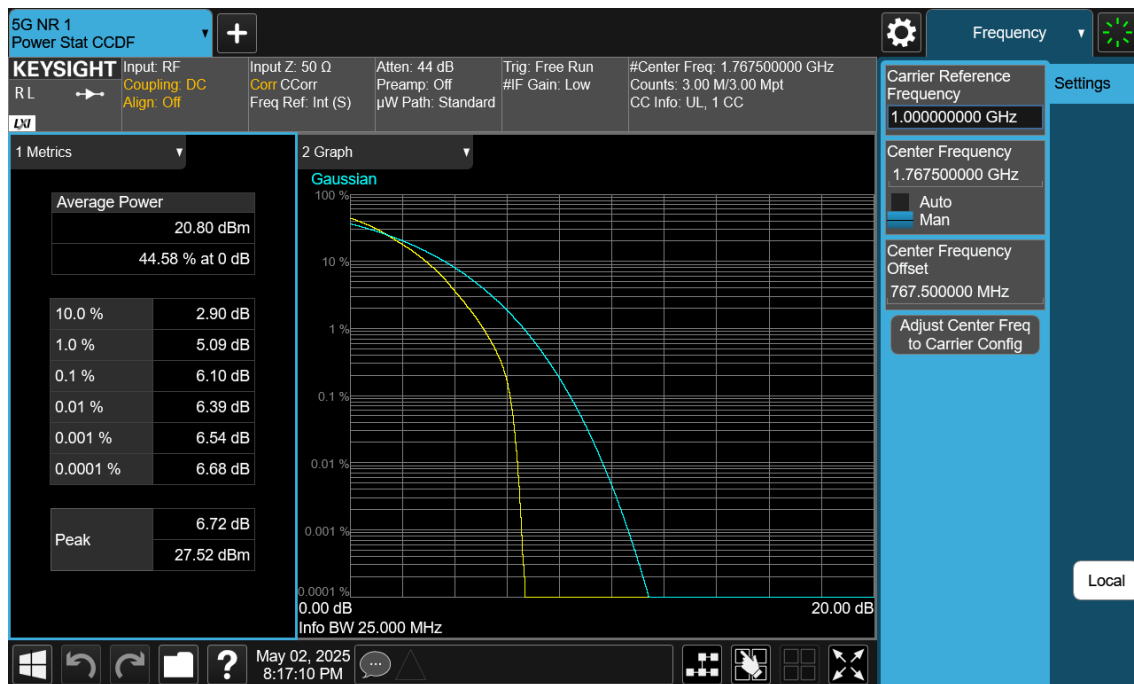 5G NR 1
Power Stat CCDF
+
Frequency
KEYSIGHT
R L
LXI
Input: RF
Coupling: DC
Align: Off
Input Z: 50 Ω
Corr CCorr
Freq Ref: Int (S)
Atten: 44 dB
Preamp: Off
µW Path: Standard
Trig: Free Run
#IF Gain: Low
#Center Freq: 1.767500000 GHz
Counts: 3.00 M/3.00 Mpt
CC Info: UL, 1 CC
Carrier Reference
Frequency
1.000000000 GHz
Settings
Center Frequency
1.767500000 GHz
Auto
Man
Center Frequency
Offset
767.500000 MHz
Adjust Center Freq
to Carrier Config
Local
1 Metrics
Average Power
20.80 dBm
44.58 % at 0 dB
10.0 % 2.90 dB
1.0 % 5.09 dB
0.1 % 6.10 dB
0.01 % 6.39 dB
0.001 % 6.54 dB
0.0001 % 6.68 dB
Peak
6.72 dB
27.52 dBm
2 Graph
Gaussian
100 %
10 %
1 %
0.1 %
0.01 %
0.001 %
0.0001 %
0.00 dB 20.00 dB
Info BW 25.000 MHz
?
May 02, 2025
8:17:10 PM